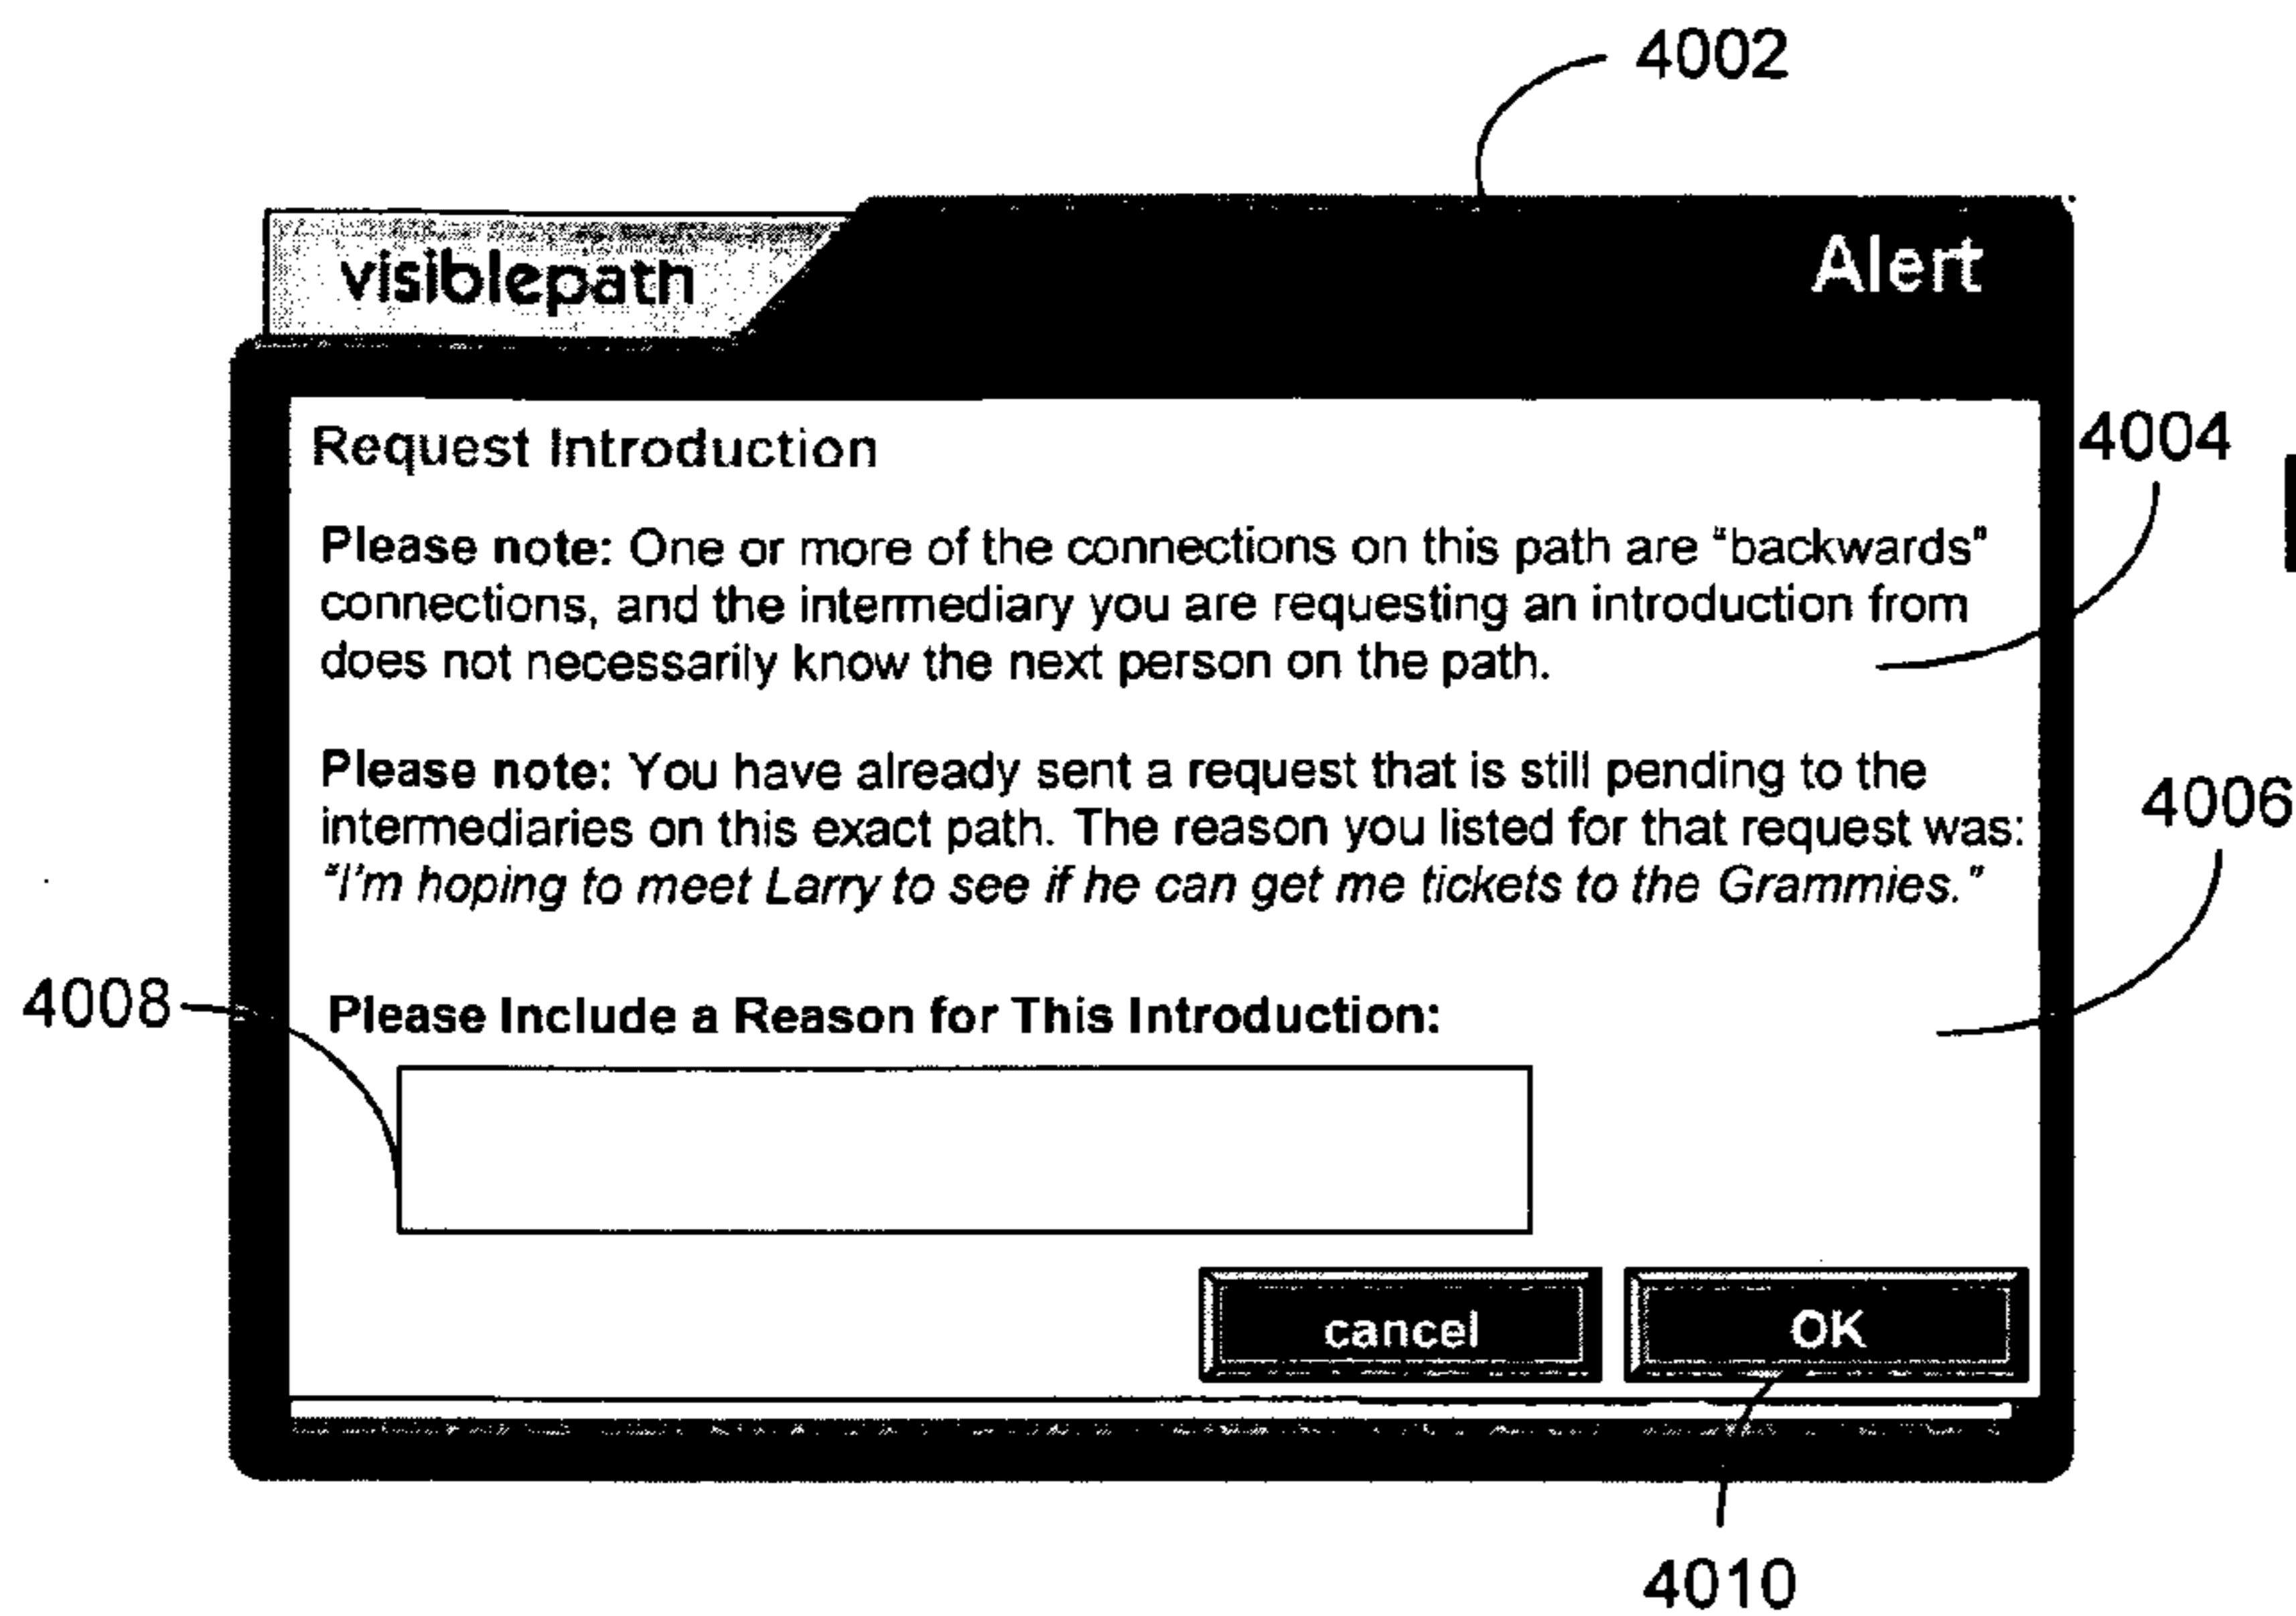 4002
visiblepath
Alert
Request Introduction
4004
Please note: One or more of the connections on this path are "backwards"
connections, and the intermediary you are requesting an introduction from
does not necessarily know the next person on the path.
Please note: You have already sent a request that is still pending to the
intermediaries on this exact path. The reason you listed for that request was:
"I'm hoping to meet Larry to see if he can get me tickets to the Grammies."
4006
4008
Please Include a Reason for This Introduction:
cancel
OK
4010